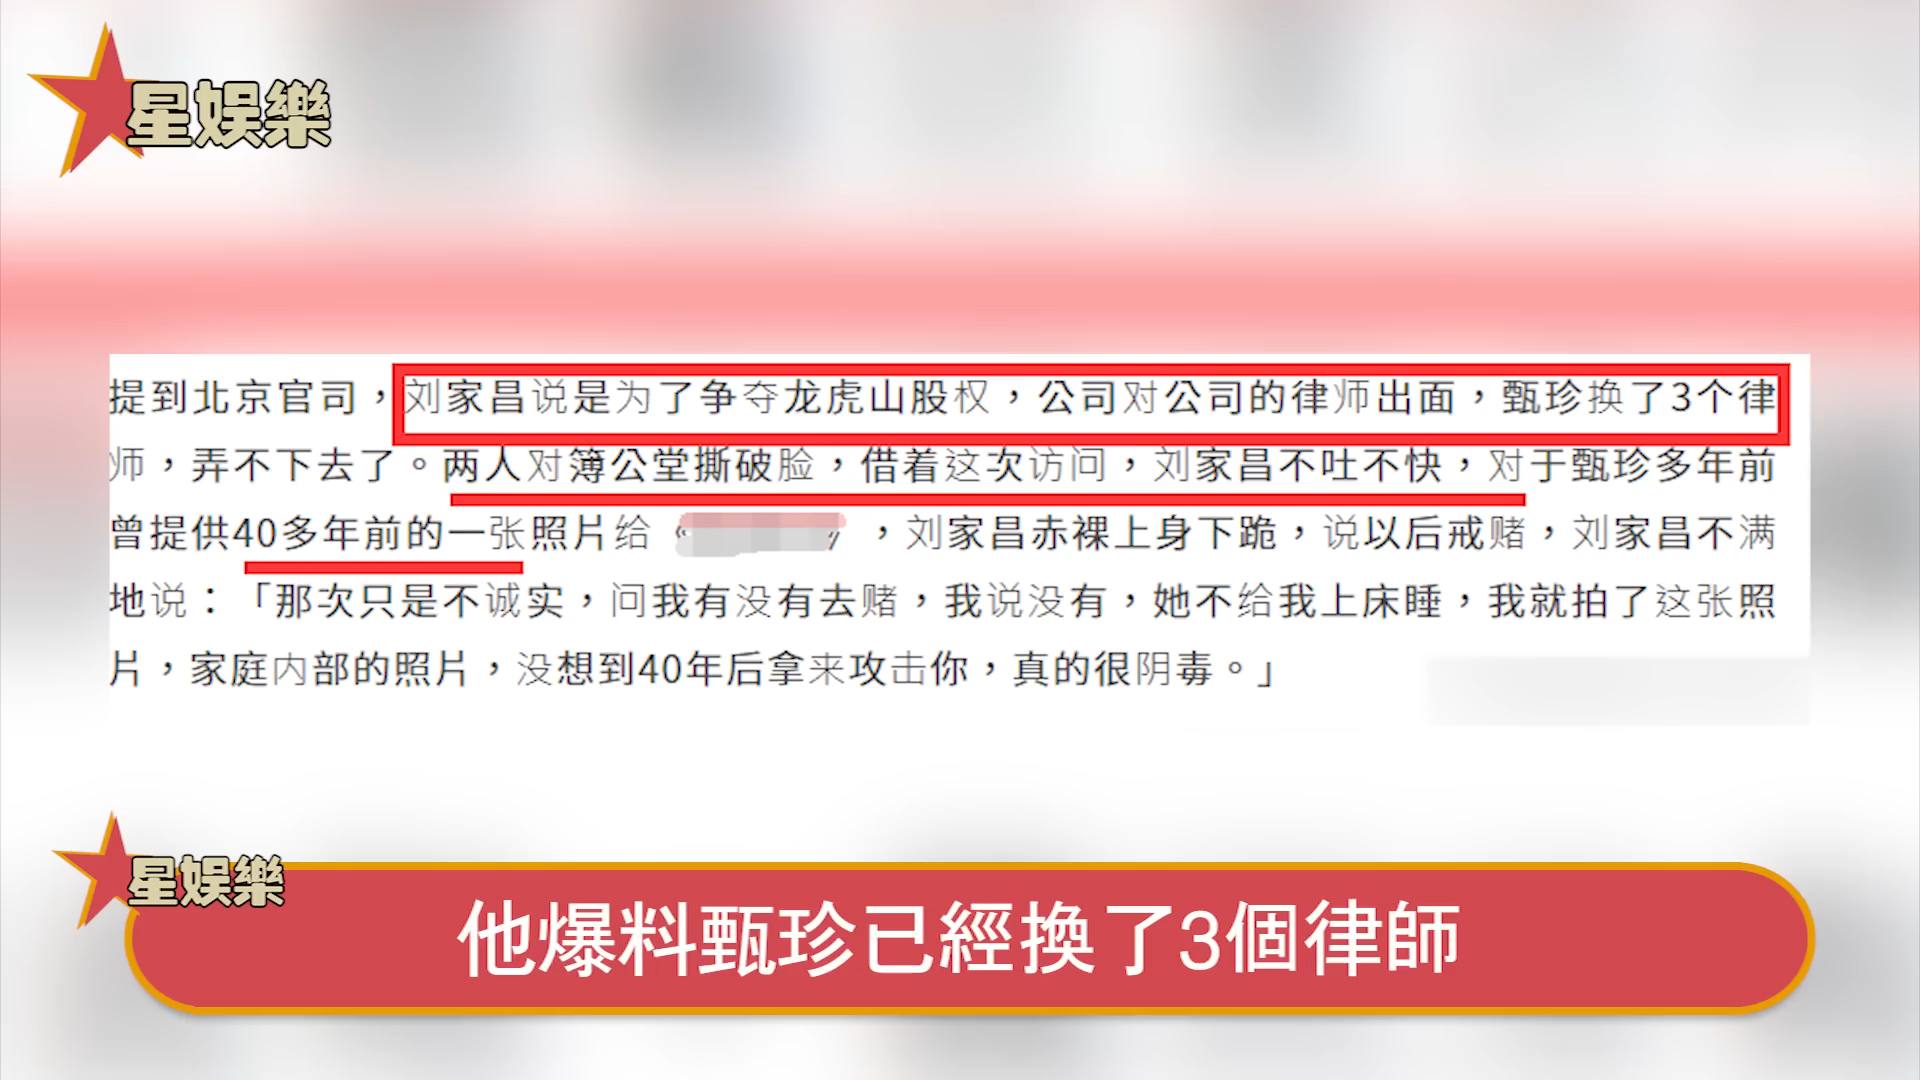 星娱樂
提到北京官司，刘家昌说是为了争夺龙虎山股权，公司对公司的律师出面，甄珍换了3个律
师，弄不下去了。两人对簿公堂撕破脸，借着这次访问，刘家昌不吐不快，对于甄珍多年前
曾提供40多年前的一张照片给《》，刘家昌赤裸上身下跪，说以后戒赌，刘家昌不满
地说：「那次只是不诚实，问我有没有去赌，我说没有，她不给我上床睡，我就拍了这张照
片，家庭内部的照片，没想到40年后拿来攻击你，真的很阴毒。」
星娱樂
他爆料甄珍已經換了3個律師